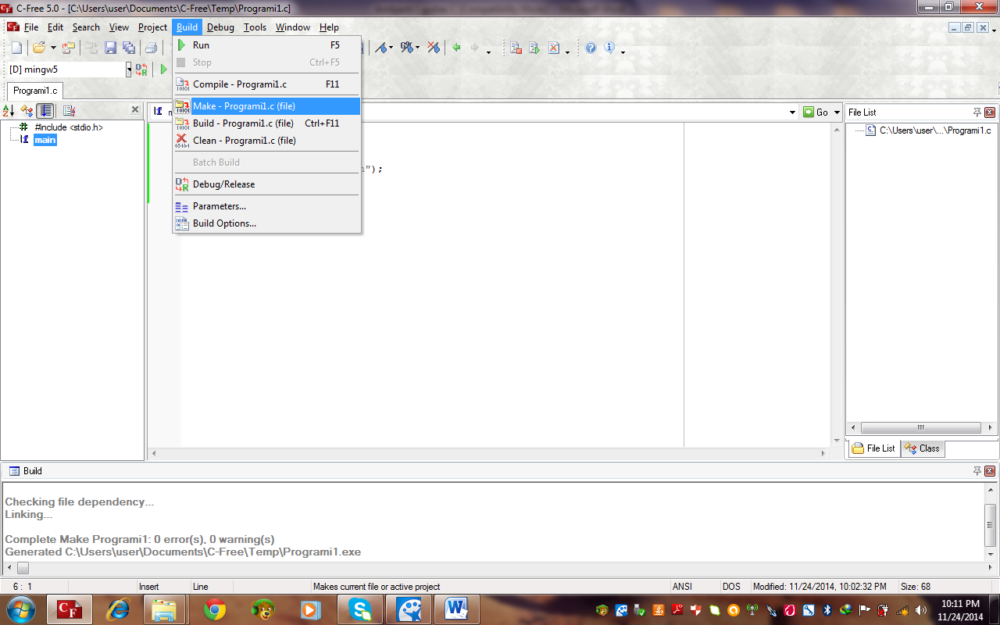 C-Free 5.0 - [C:\Users\user\Documents\C-Free\Temp\Programi1.c]
File Edit Search View Project Build Debug Tools Window Help
Run F5
Stop Ctrl+F5
[D] mingw5
Compile - Programi1.c F11
Programi1.c
Make - Programi1.c (file)
Go
File List
Build - Programi1.c (file) Ctrl+F11
#include <stdio.h>
C:\Users\user\...\Programi1.c
main
Clean - Programi1.c (file)
Batch Build
");
Debug/Release
Parameters...
Build Options...
File List Class
Build
Checking file dependency...
Linking...
Complete Make Programi1: 0 error(s), 0 warning(s)
Generated C:\Users\user\Documents\C-Free\Temp\Programi1.exe
6 : 1 Insert Line Makes current file or active project ANSI DOS Modified: 11/24/2014, 10:02:32 PM Size: 68
10:11 PM
11/24/2014